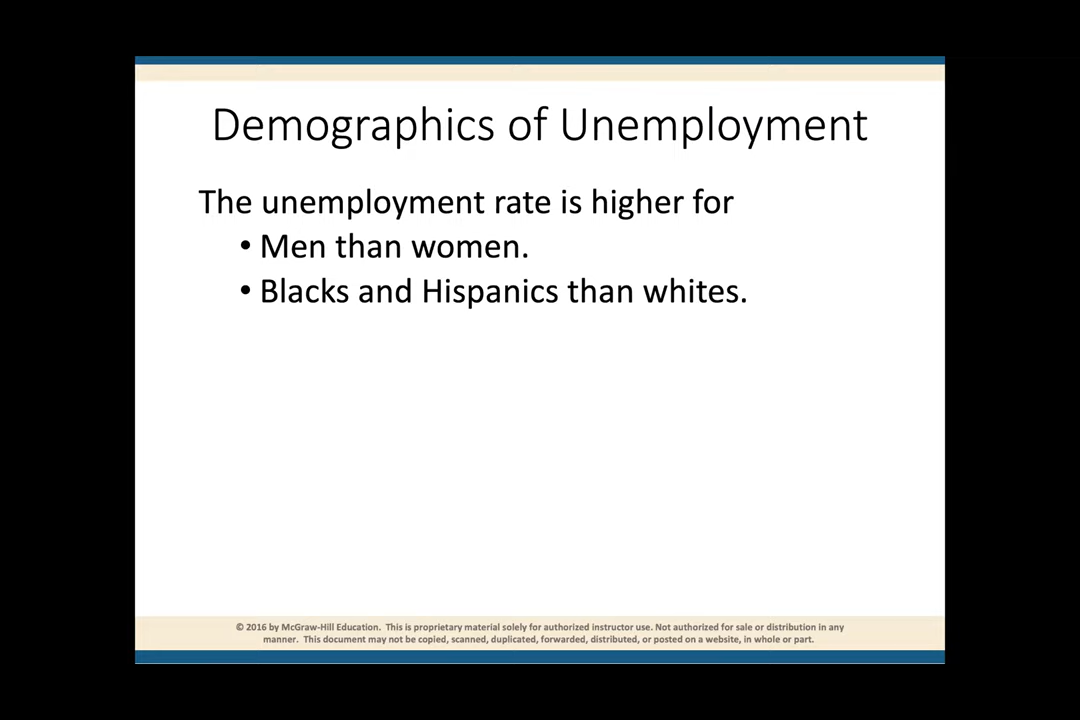 Demographics of Unemployment
The unemployment rate is higher for
• Men than women.
• Blacks and Hispanics than whites.
© 2016 by McGraw-Hill Education. This is proprietary material solely for authorized instructor use. Not authorized for sale or distribution in any
manner. This document may not be copied, scanned, duplicated, forwarded, distributed, or posted on a website, in whole or part.